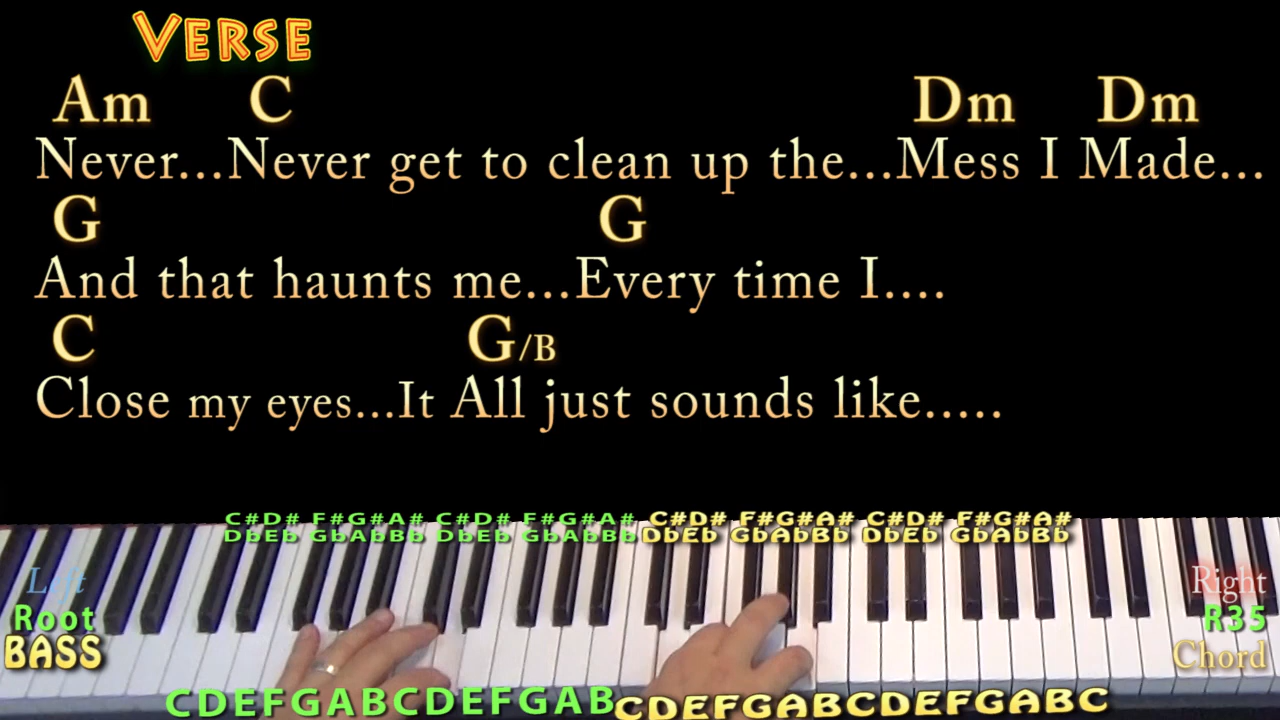 VERSE
Am C Dm Dm
Never...Never get to clean up the...Mess I Made...
G G
And that haunts me...Every time I....
C G/B
Close my eyes...It All just sounds like.....
C#D# F#G#A# C#D# F#G#A# C#D# F#G#A# C#D# F#G#A#
DbEb GbAbBb DbEb GbAbBb DbEb GbAbBb DbEb GbAbBb
Left
Root
BASS
Right
R35
Chord
CDEFGABCDEFGAB CDEFGABCDEFGABC